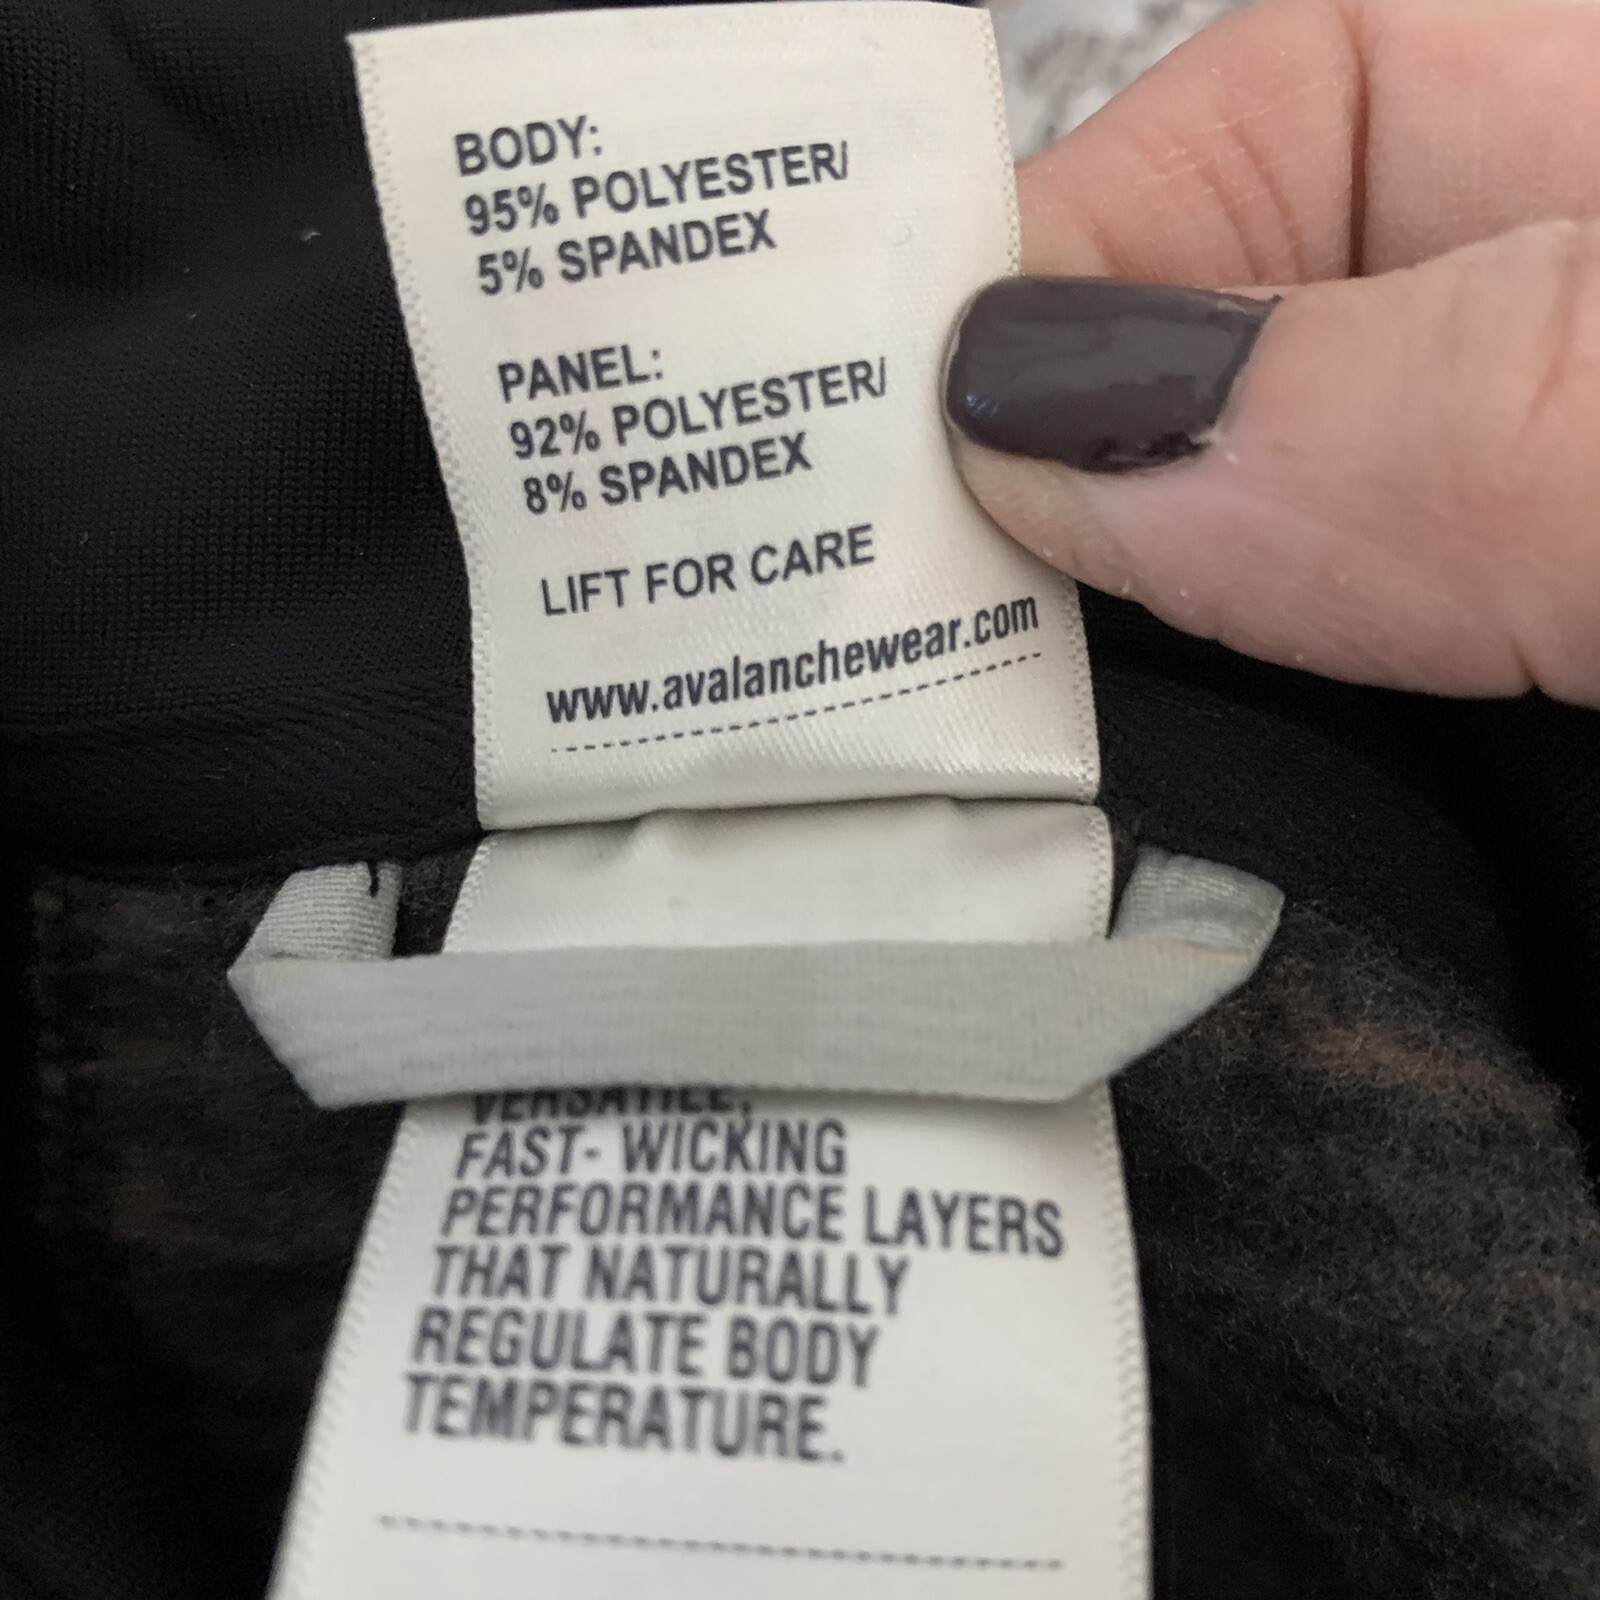 BODY:
95% POLYESTER/
5% SPANDEX
PANEL:
92% POLYESTER/
8% SPANDEX
LIFT FOR CARE
www.avalanchewear.com
VERSATILE,
FAST- WICKING
PERFORMANCE LAYERS
THAT NATURALLY
REGULATE BODY
TEMPERATURE.